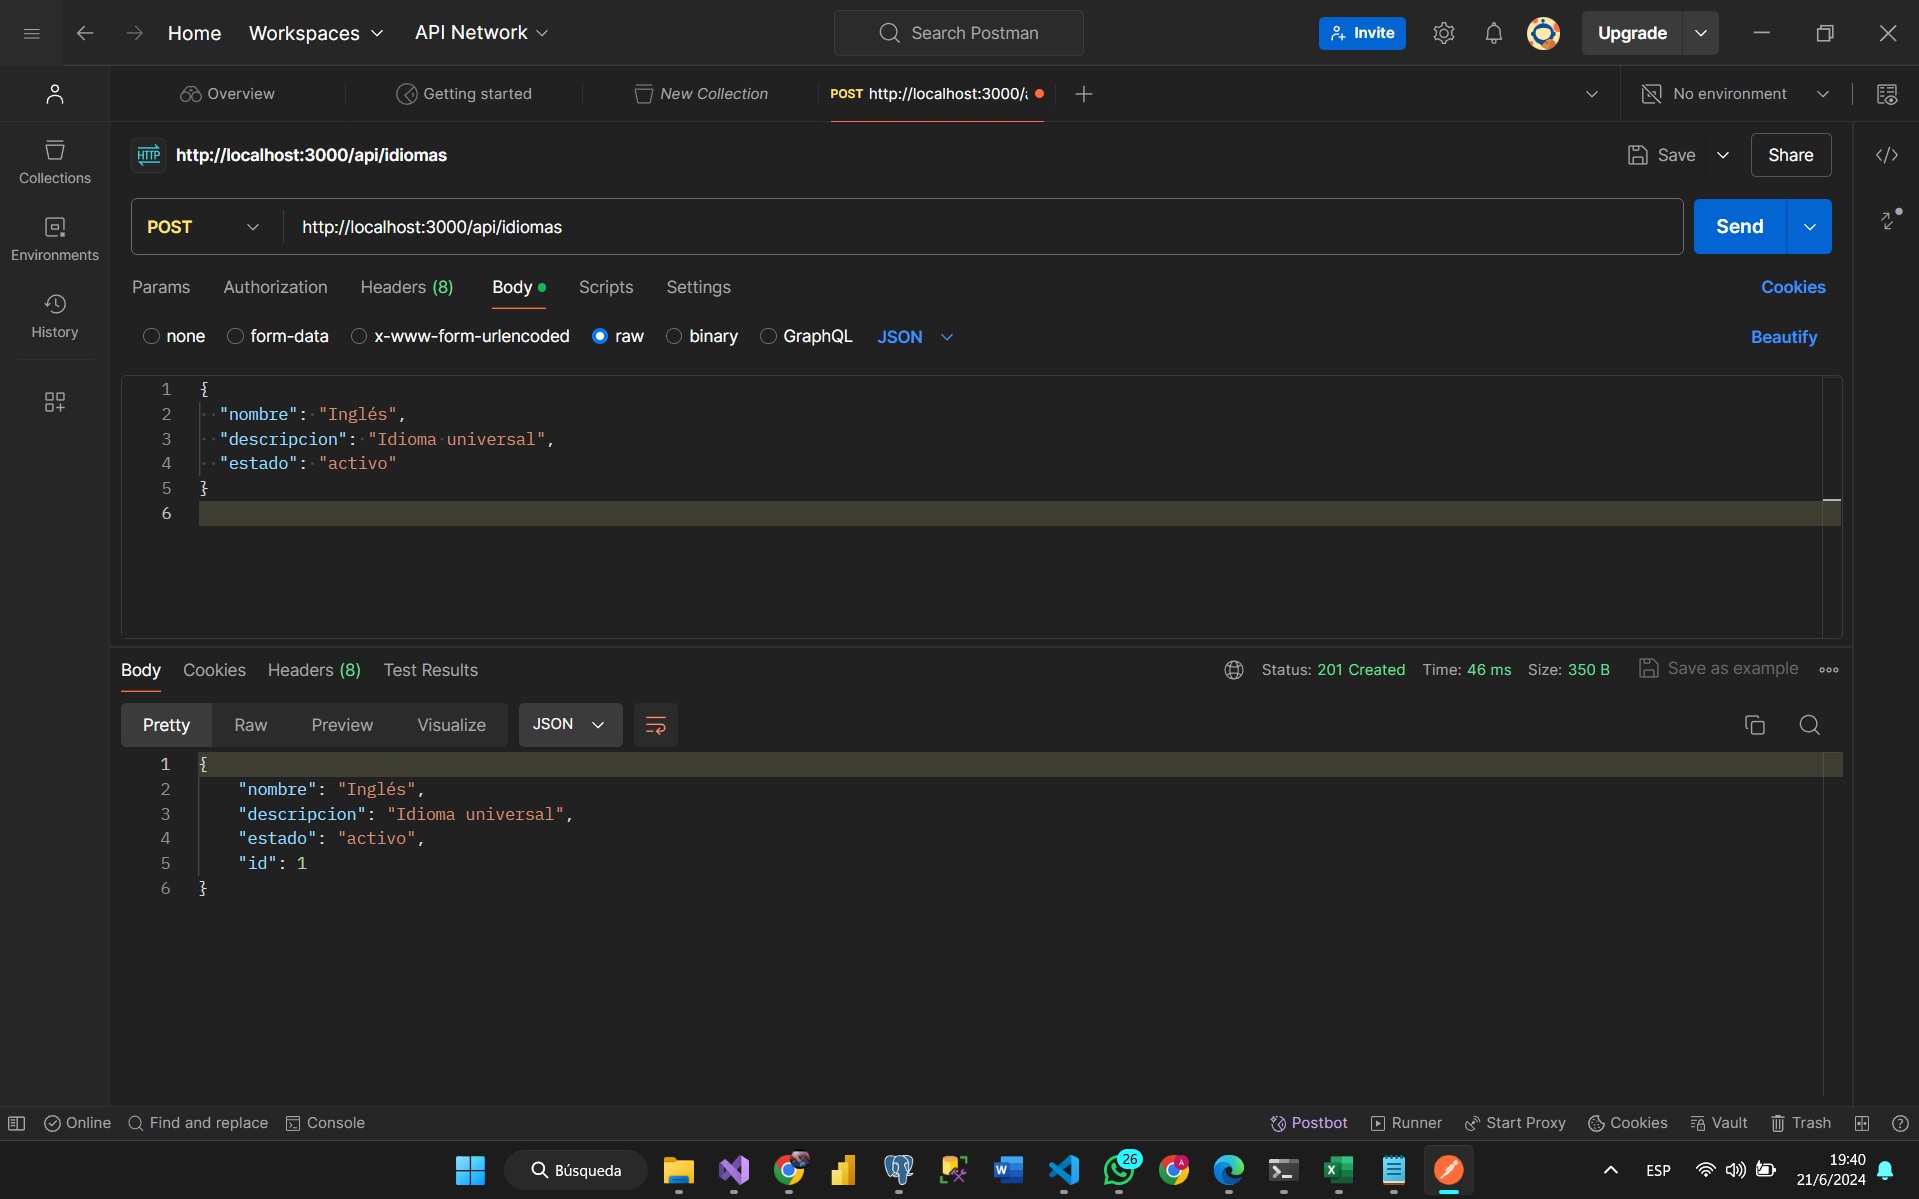 Home Workspaces API Network Search Postman Invite Upgrade
Overview Getting started New Collection POST http://localhost:3000/a No environment
HTTP http://localhost:3000/api/idiomas Save Share
Collections
POST http://localhost:3000/api/idiomas Send
Environments
Params Authorization Headers (8) Body Scripts Settings Cookies
History
none form-data x-www-form-urlencoded raw binary GraphQL JSON Beautify
1 {
2 "nombre": "Inglés",
3 "descripcion": "Idioma universal",
4 "estado": "activo"
5 }
6
Body Cookies Headers (8) Test Results Status: 201 Created Time: 46 ms Size: 350 B Save as example
Pretty Raw Preview Visualize JSON
1 {
2 "nombre": "Inglés",
3 "descripcion": "Idioma universal",
4 "estado": "activo",
5 "id": 1
6 }
Online Find and replace Console Postbot Runner Start Proxy Cookies Vault Trash
Búsqueda 26 ESP 19:40
21/6/2024